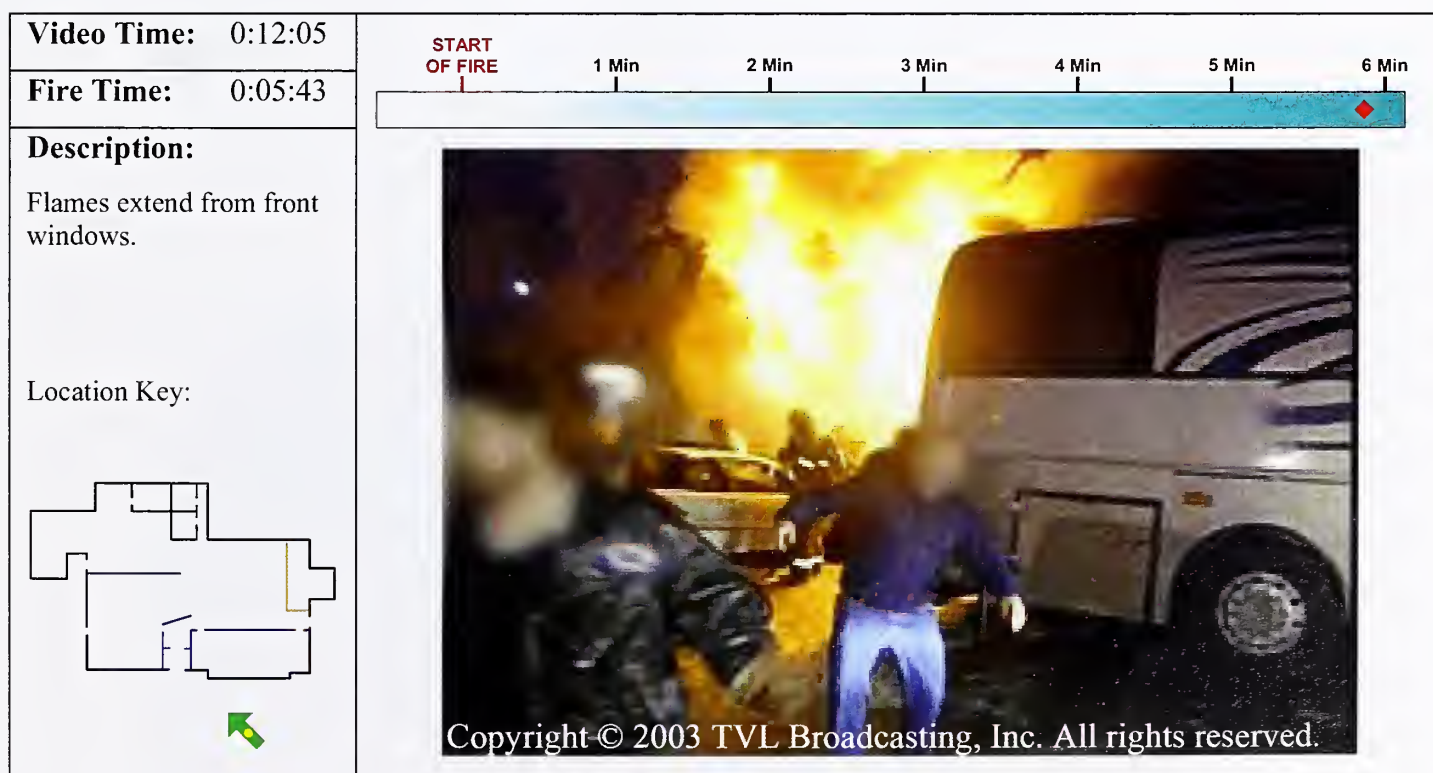 Video Time: 0:12:05
Fire Time: 0:05:43
Description:
Flames extend from front
windows.
Location Key:
START
OF FIRE 1 Min 2 Min 3 Min 4 Min 5 Min 6 Min
Copyright © 2003 TVL Broadcasting, Inc. All rights reserved.